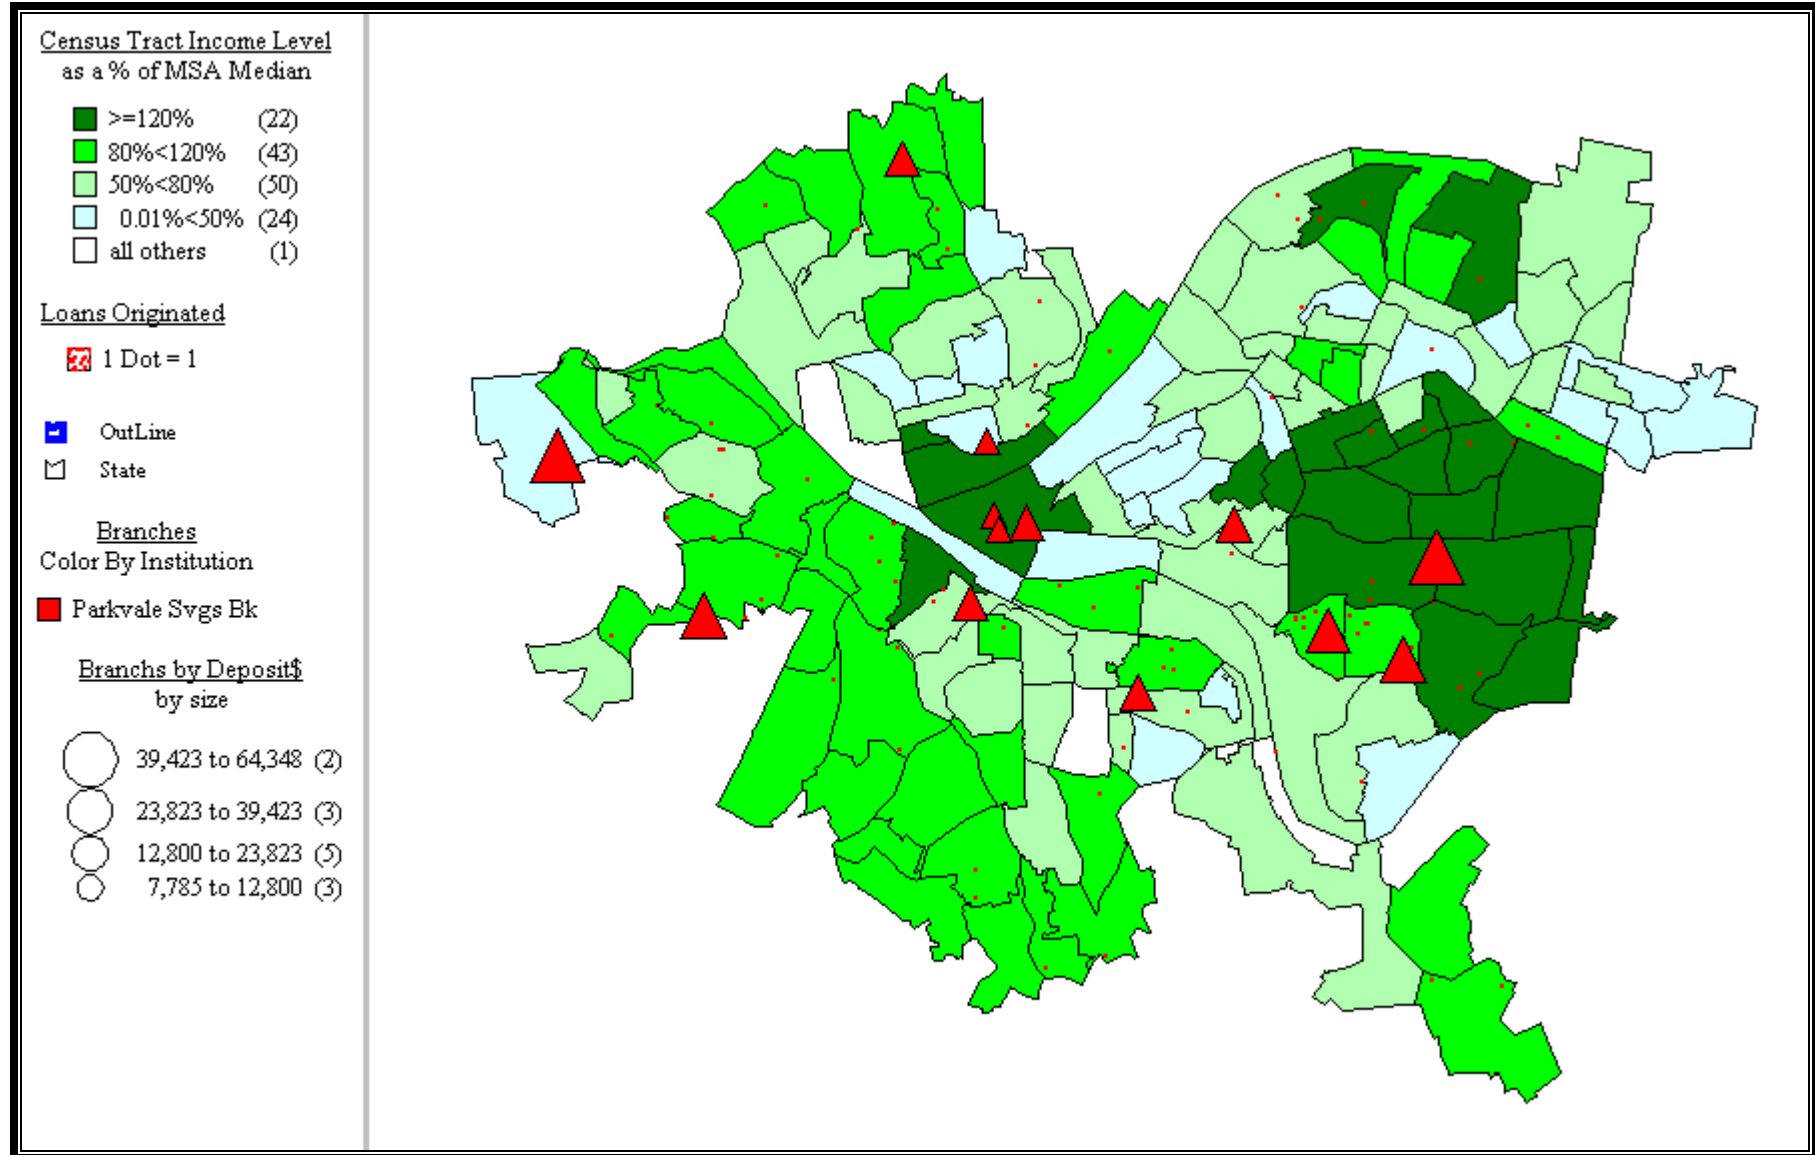 Census Tract Income Level
as a % of MSA Median
>=120% (22)
80%<120% (43)
50%<80% (50)
0.01%<50% (24)
all others (1)
Loans Originated
1 Dot = 1
OutLine
State
Branches
Color By Institution
Parkvale Svgs Bk
Branchs by Deposit$
by size
39,423 to 64,348 (2)
23,823 to 39,423 (3)
12,800 to 23,823 (5)
7,785 to 12,800 (3)